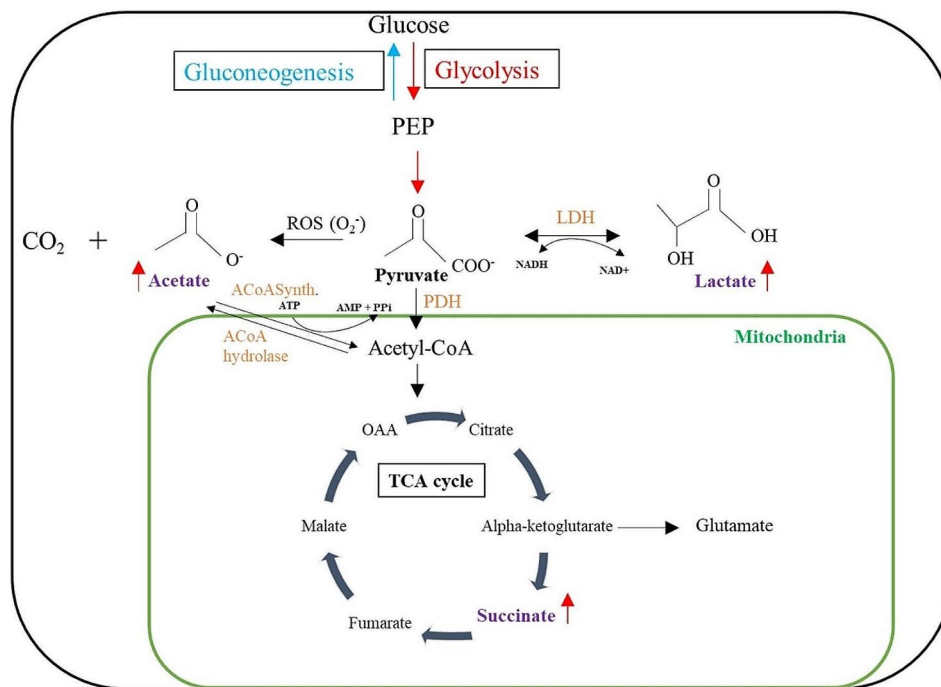 Glucose
Gluconeogenesis
Glycolysis
PEP
CO2
+
O
O-
Acetate
ROS (O2-)
O
COO-
Pyruvate
LDH
NADH
NAD+
O
OH
OH
Lactate
ACoASynth.
ATP
AMP + PPi
PDH
ACoA
hydrolase
Acetyl-CoA
Mitochondria
OAA
Citrate
TCA cycle
Malate
Alpha-ketoglutarate
Glutamate
Succinate
Fumarate